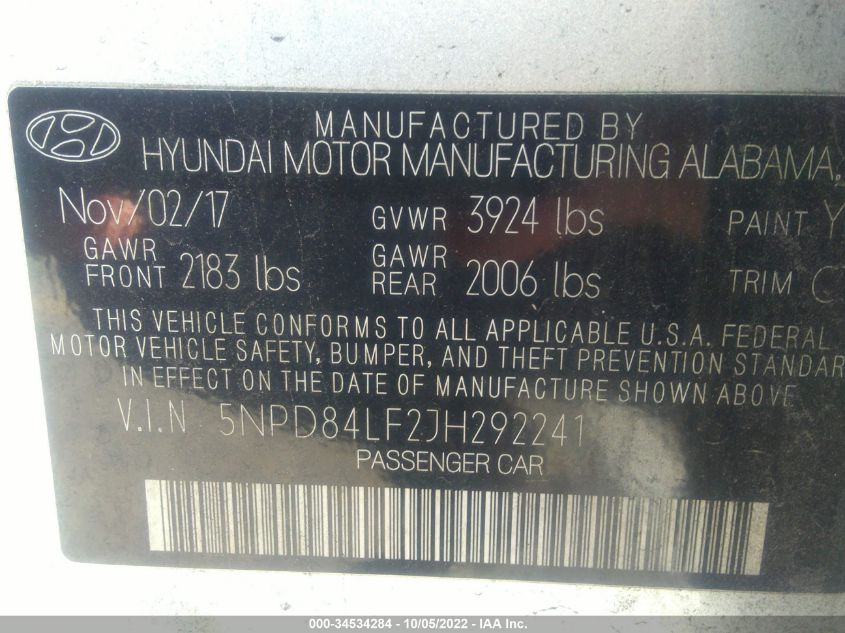 MANUFACTURED BY
HYUNDAI MOTOR MANUFACTURING ALABAMA,
Nov/02/17 GVWR 3924 lbs PAINT Y
GAWR FRONT 2183 lbs GAWR REAR 2006 lbs TRIM
THIS VEHICLE CONFORMS TO ALL APPLICABLE U.S.A. FEDERAL
MOTOR VEHICLE SAFETY, BUMPER, AND THEFT PREVENTION STANDAR
IN EFFECT ON THE DATE OF MANUFACTURE SHOWN ABOVE
V.I.N 5NPD84LF2JH292241
PASSENGER CAR
000-34534284 - 10/05/2022 - IAA Inc.